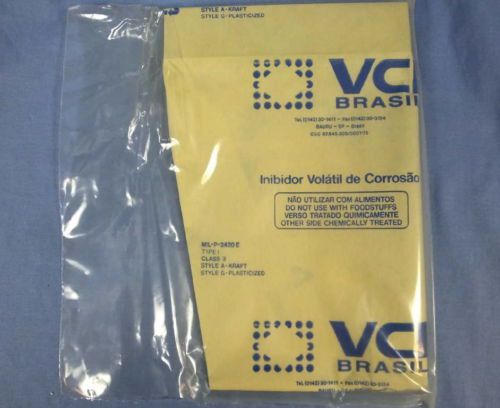 STYLE A-KRAFT
STYLE G-PLASTICIZED
VCI
BRASIL
BAURU - SP - BRASIL
Inibidor Volátil de Corrosão
NÃO UTILIZAR COM ALIMENTOS
DO NOT USE WITH FOODSTUFFS
VERSO TRATADO QUIMICAMENTE
OTHER SIDE CHEMICALLY TREATED
MIL-P-3420 E
TYPE I
CLASS 3
STYLE A-KRAFT
STYLE G-PLASTICIZED
VCI
BRASIL